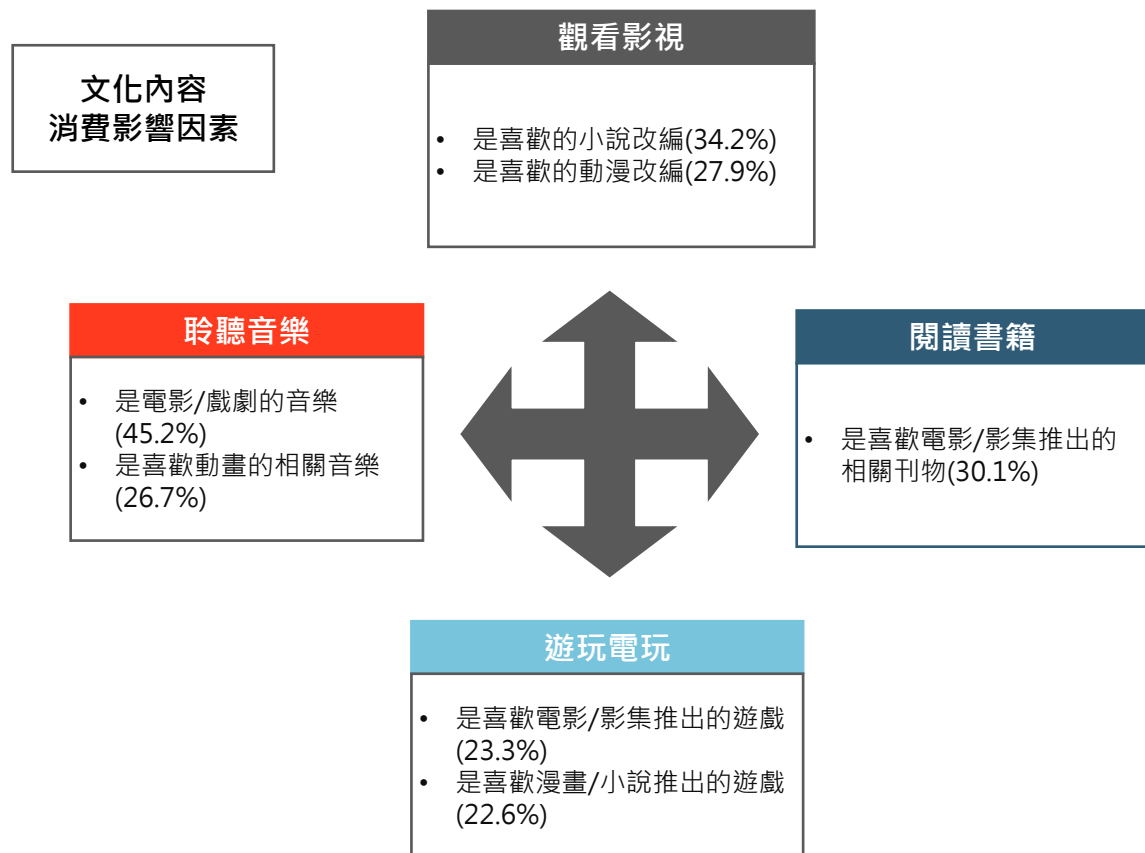 文化內容
消費影響因素
觀看影視
• 是喜歡的小說改編(34.2%)
• 是喜歡的動漫改編(27.9%)
聆聽音樂
• 是電影/戲劇的音樂
(45.2%)
• 是喜歡動畫的相關音樂
(26.7%)
閱讀書籍
• 是喜歡電影/影集推出的
相關刊物(30.1%)
遊玩電玩
• 是喜歡電影/影集推出的遊戲
(23.3%)
• 是喜歡漫畫/小說推出的遊戲
(22.6%)